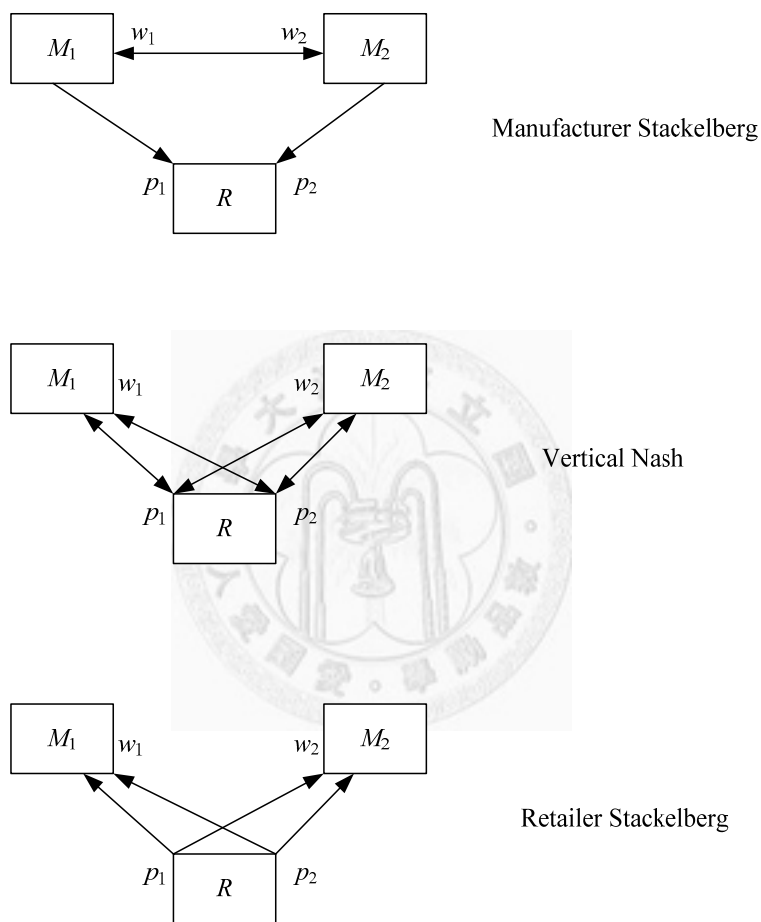 M₁ w₁ w₂ M₂
Manufacturer Stackelberg
p₁ R p₂
M₁ w₁ w₂ M₂
Vertical Nash
p₁ R p₂
M₁ w₁ w₂ M₂
Retailer Stackelberg
p₁ R p₂